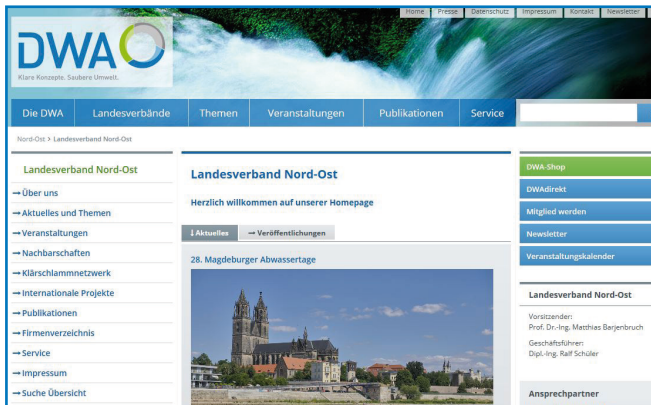 Home Presse Datenschutz Impressum Kontakt Newsletter
DWA
Klare Konzepte. Saubere Umwelt.
Die DWA Landesverbände Themen Veranstaltungen Publikationen Service
Nord-Ost > Landesverband Nord-Ost
Landesverband Nord-Ost
→ Über uns
→ Aktuelles und Themen
→ Veranstaltungen
→ Nachbarschaften
→ Klärschlammnetzwerk
→ Internationale Projekte
→ Publikationen
→ Firmenverzeichnis
→ Service
→ Impressum
→ Suche Übersicht
Landesverband Nord-Ost
Herzlich willkommen auf unserer Homepage
↓ Aktuelles → Veröffentlichungen
28. Magdeburger Abwassertage
DWA-Shop
DWAdirekt
Mitglied werden
Newsletter
Veranstaltungskalender
Landesverband Nord-Ost
Vorsitzender:
Prof. Dr.-Ing. Matthias Barjenbruch
Geschäftsführer:
Dipl.-Ing. Ralf Schüler
Ansprechpartner